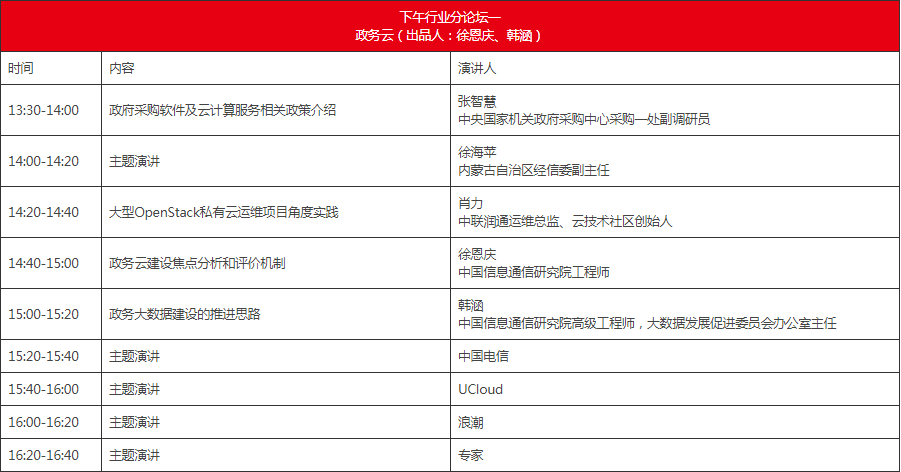 下午行业分论坛一
政务云（出品人：徐恩庆、韩涵）
时间 内容 演讲人
13:30-14:00 政府采购软件及云计算服务相关政策介绍 张智慧
中央国家机关政府采购中心采购一处副调研员
14:00-14:20 主题演讲 徐海苹
内蒙古自治区经信委副主任
14:20-14:40 大型OpenStack私有云运维项目角度实践 肖力
中联润通运维总监、云技术社区创始人
14:40-15:00 政务云建设焦点分析和评价机制 徐恩庆
中国信息通信研究院工程师
15:00-15:20 政务大数据建设的推进思路 韩涵
中国信息通信研究院高级工程师，大数据发展促进委员会办公室主任
15:20-15:40 主题演讲 中国电信
15:40-16:00 主题演讲 UCloud
16:00-16:20 主题演讲 浪潮
16:20-16:40 主题演讲 专家